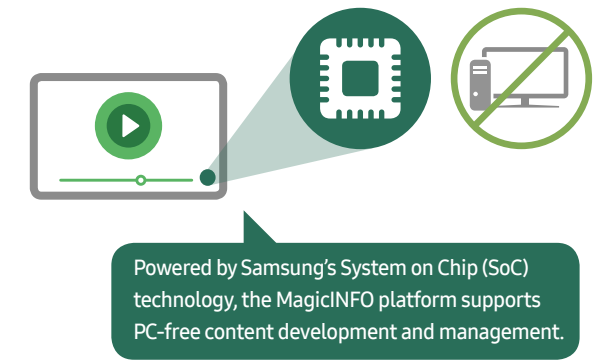 Powered by Samsung’s System on Chip (SoC)
technology, the MagicINFO platform supports
PC-free content development and management.